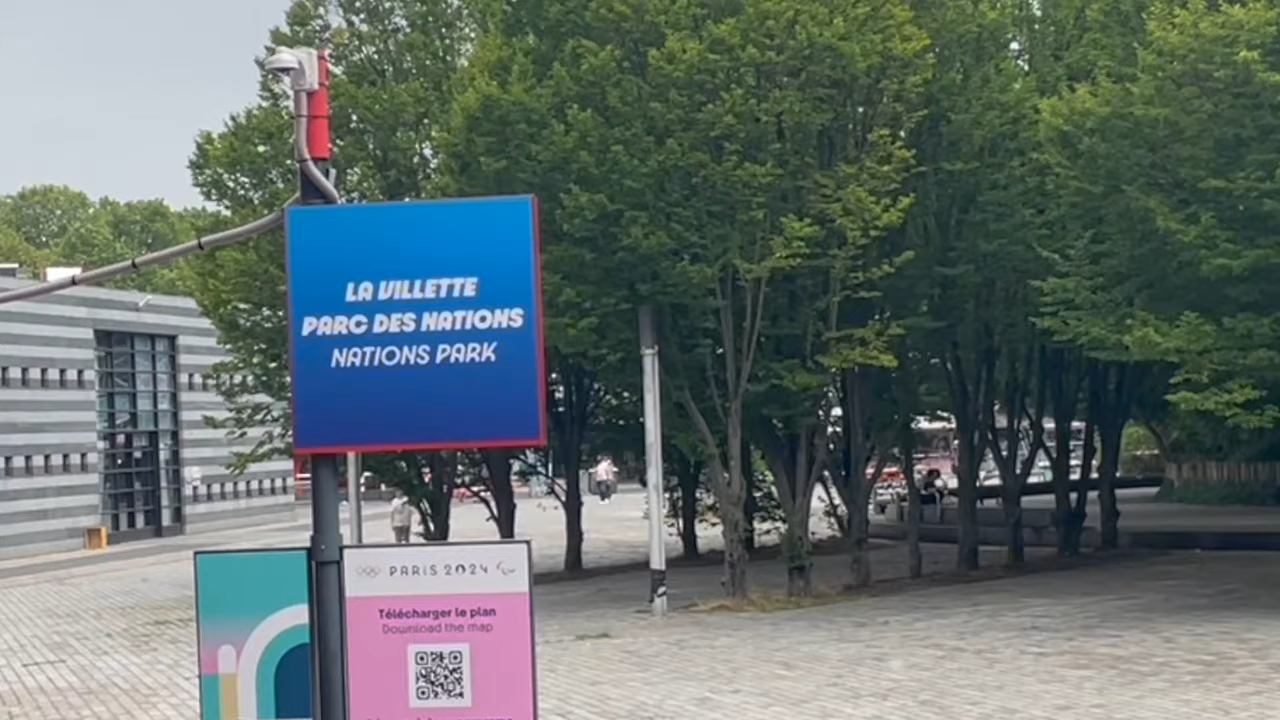 LA VILLETTE
PARC DES NATIONS
NATIONS PARK
PARIS 2024
Télécharger le plan
Download the map